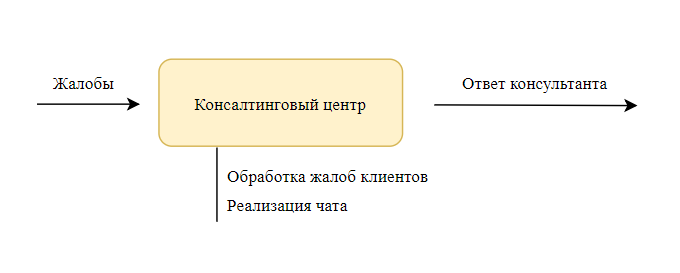 Жалобы
Ответ консультанта
Консалтинговый центр
Обработка жалоб клиентов
Реализация чата